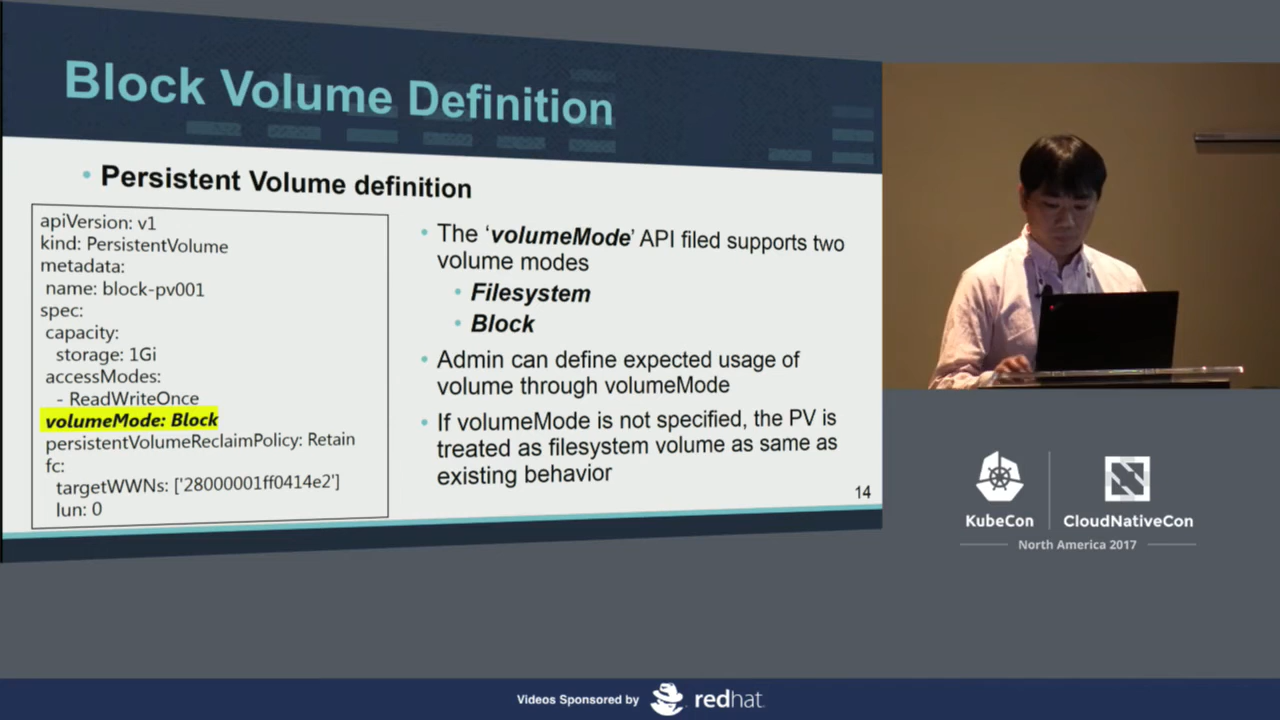 Block Volume Definition
• Persistent Volume definition
apiVersion: v1
kind: PersistentVolume
metadata:
name: block-pv001
spec:
capacity:
storage: 1Gi
accessModes:
- ReadWriteOnce
volumeMode: Block
persistentVolumeReclaimPolicy: Retain
fc:
targetWWNs: ['28000001ff0414e2']
lun: 0
• The 'volumeMode' API filed supports two
volume modes
• Filesystem
• Block
• Admin can define expected usage of
volume through volumeMode
• If volumeMode is not specified, the PV is
treated as filesystem volume as same as
existing behavior
14
KubeCon
CloudNativeCon
North America 2017
Videos Sponsored by
redhat